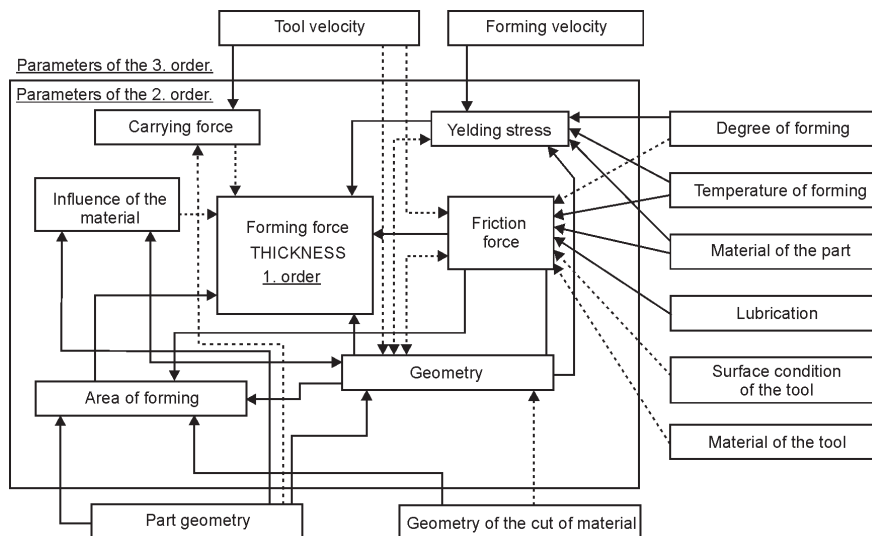 Tool velocity
Forming velocity
Parameters of the 3. order.
Parameters of the 2. order.
Carrying force
Yelding stress
Degree of forming
Influence of the
material
Forming force
THICKNESS
1. order
Friction
force
Temperature of forming
Material of the part
Lubrication
Geometry
Surface condition
of the tool
Area of forming
Material of the tool
Part geometry
Geometry of the cut of material